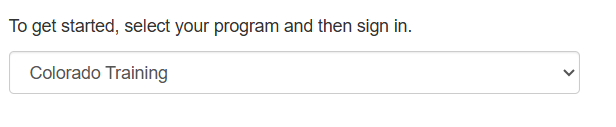 To get started, select your program and then sign in.
Colorado Training